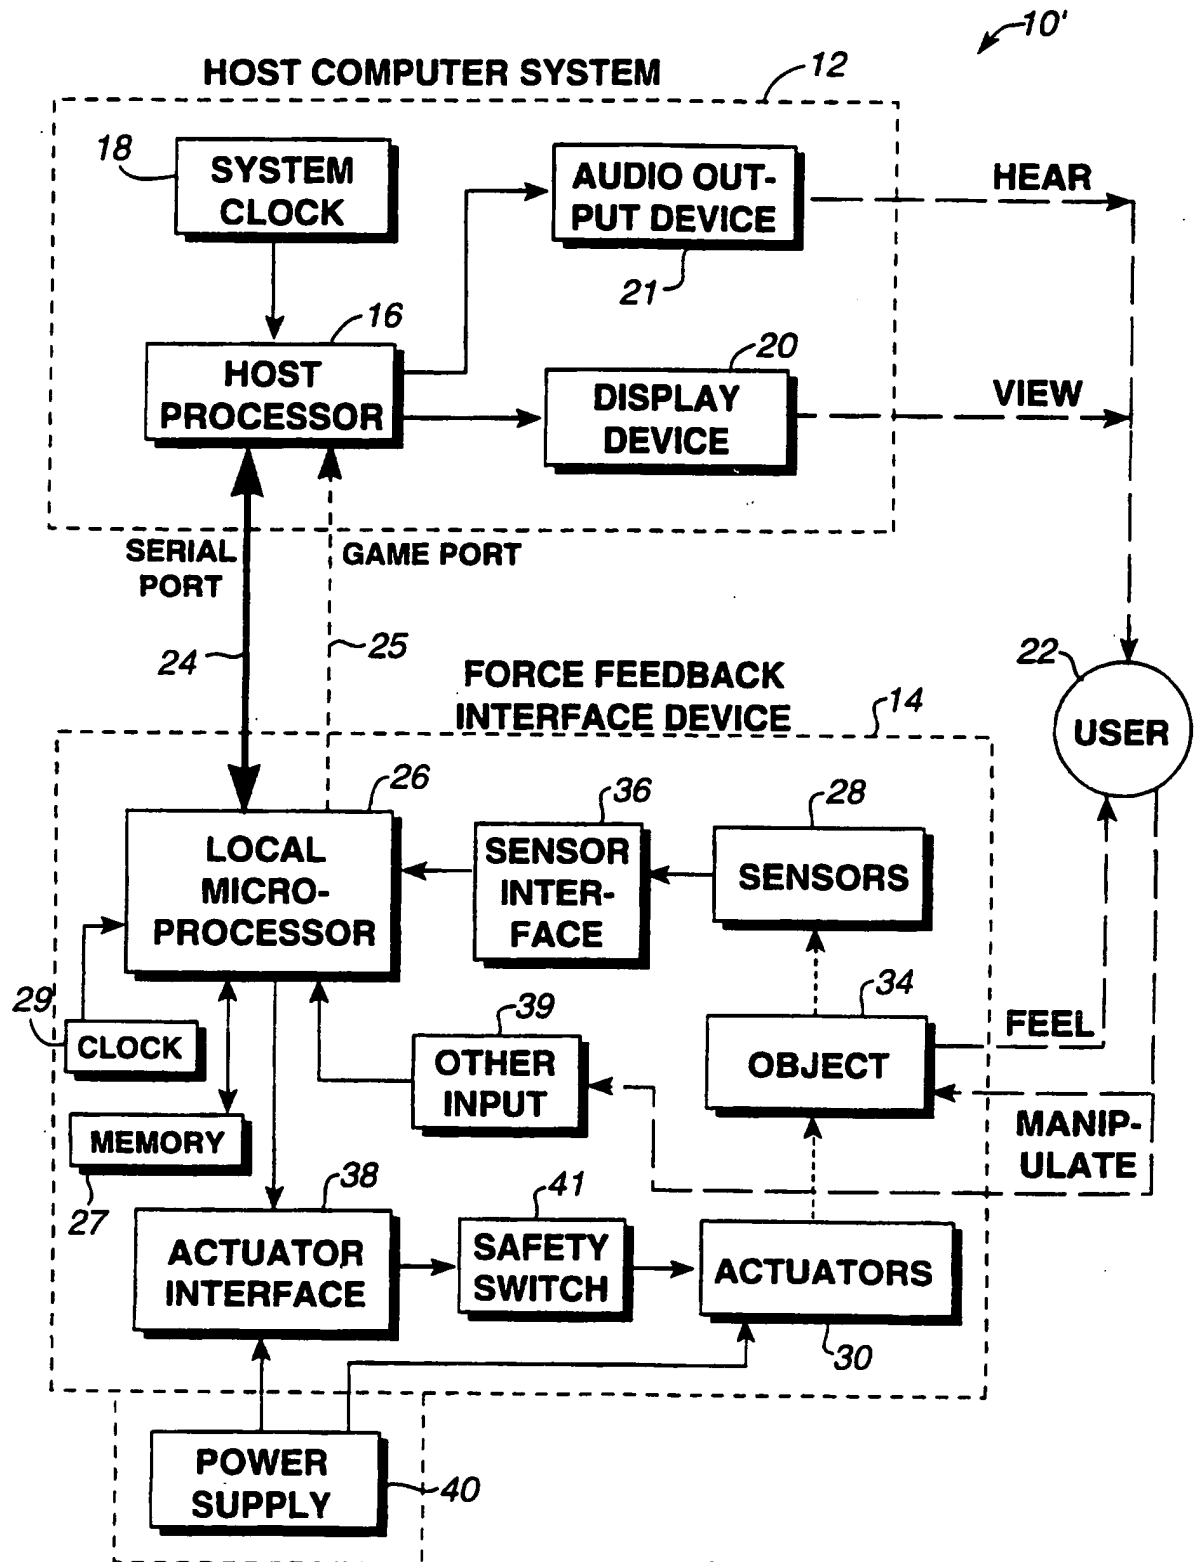 10'
HOST COMPUTER SYSTEM
12
18
SYSTEM
CLOCK
AUDIO OUT-
PUT DEVICE
HEAR
21
16
20
HOST
PROCESSOR
DISPLAY
DEVICE
VIEW
SERIAL
PORT
GAME PORT
24
25
22
FORCE FEEDBACK
INTERFACE DEVICE
14
USER
26
36
28
LOCAL
MICRO-
PROCESSOR
SENSOR
INTER-
FACE
SENSORS
29
39
34
CLOCK
OTHER
INPUT
OBJECT
FEEL
MEMORY
MANIP-
ULATE
27
38
41
ACTUATOR
INTERFACE
SAFETY
SWITCH
ACTUATORS
30
POWER
SUPPLY
40